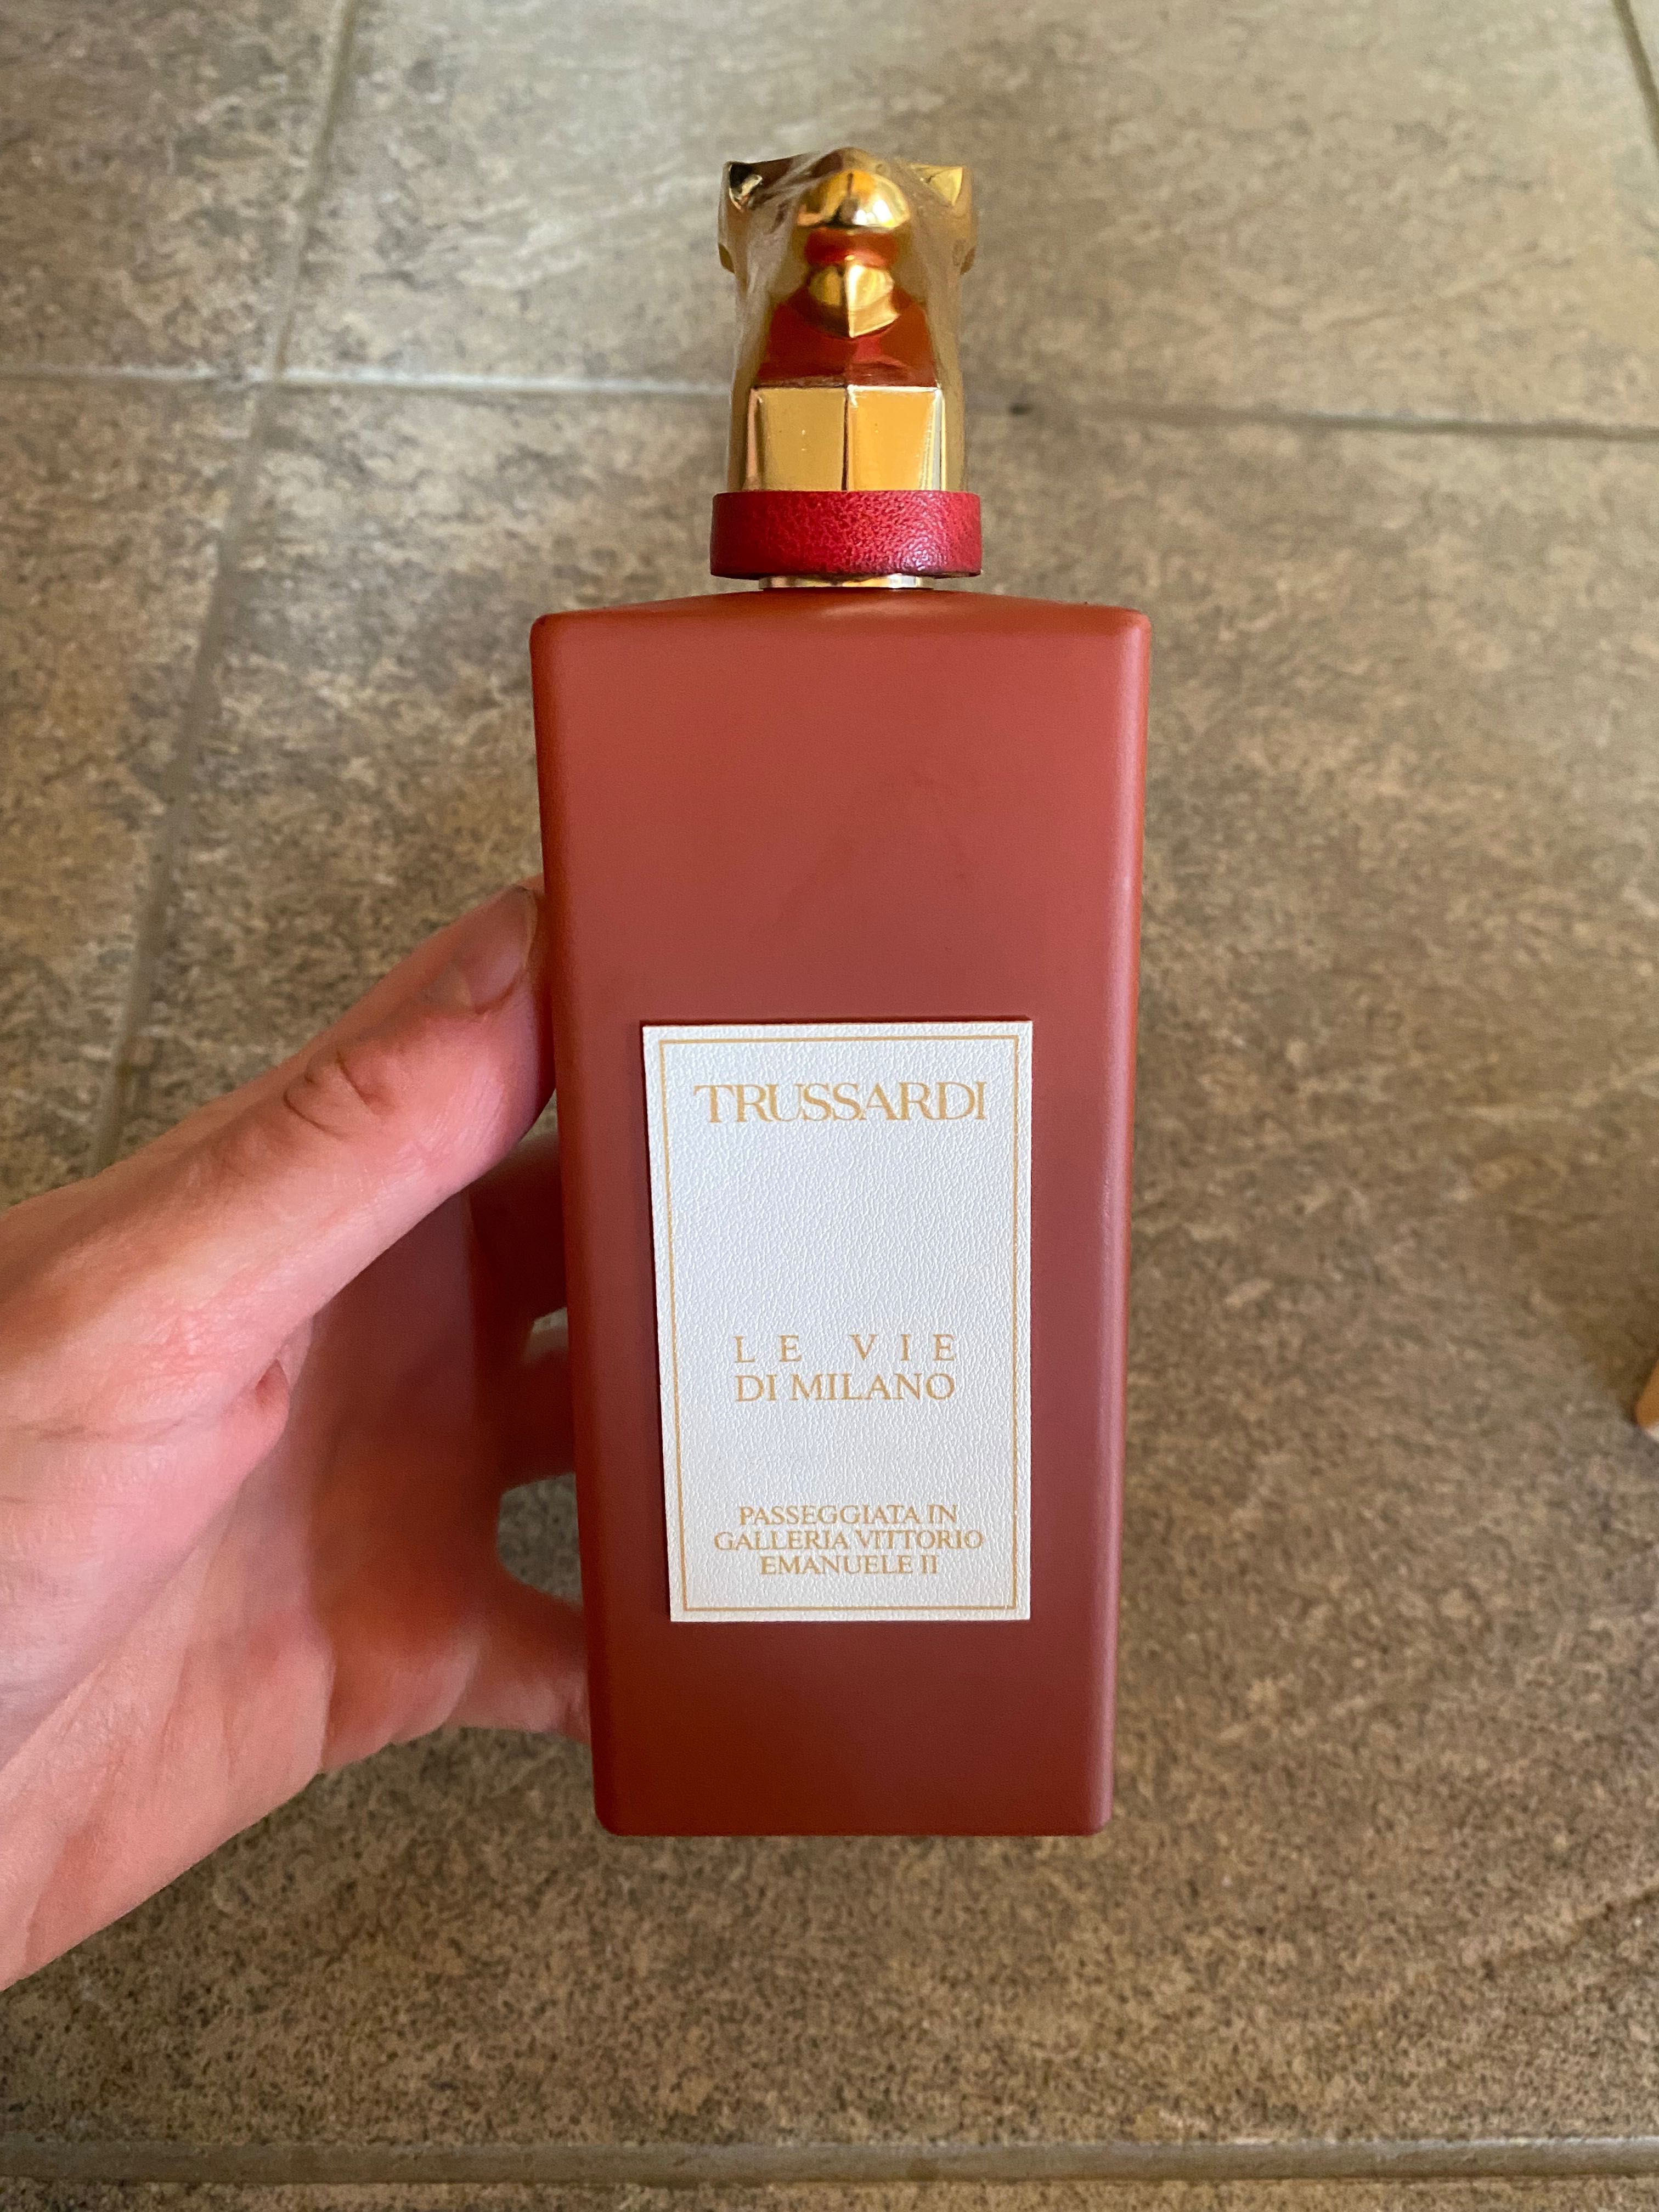 TRUSSARDI
LE VIE
DI MILANO
PASSEGGIATA IN
GALLERIA VITTORIO
EMANUELE II